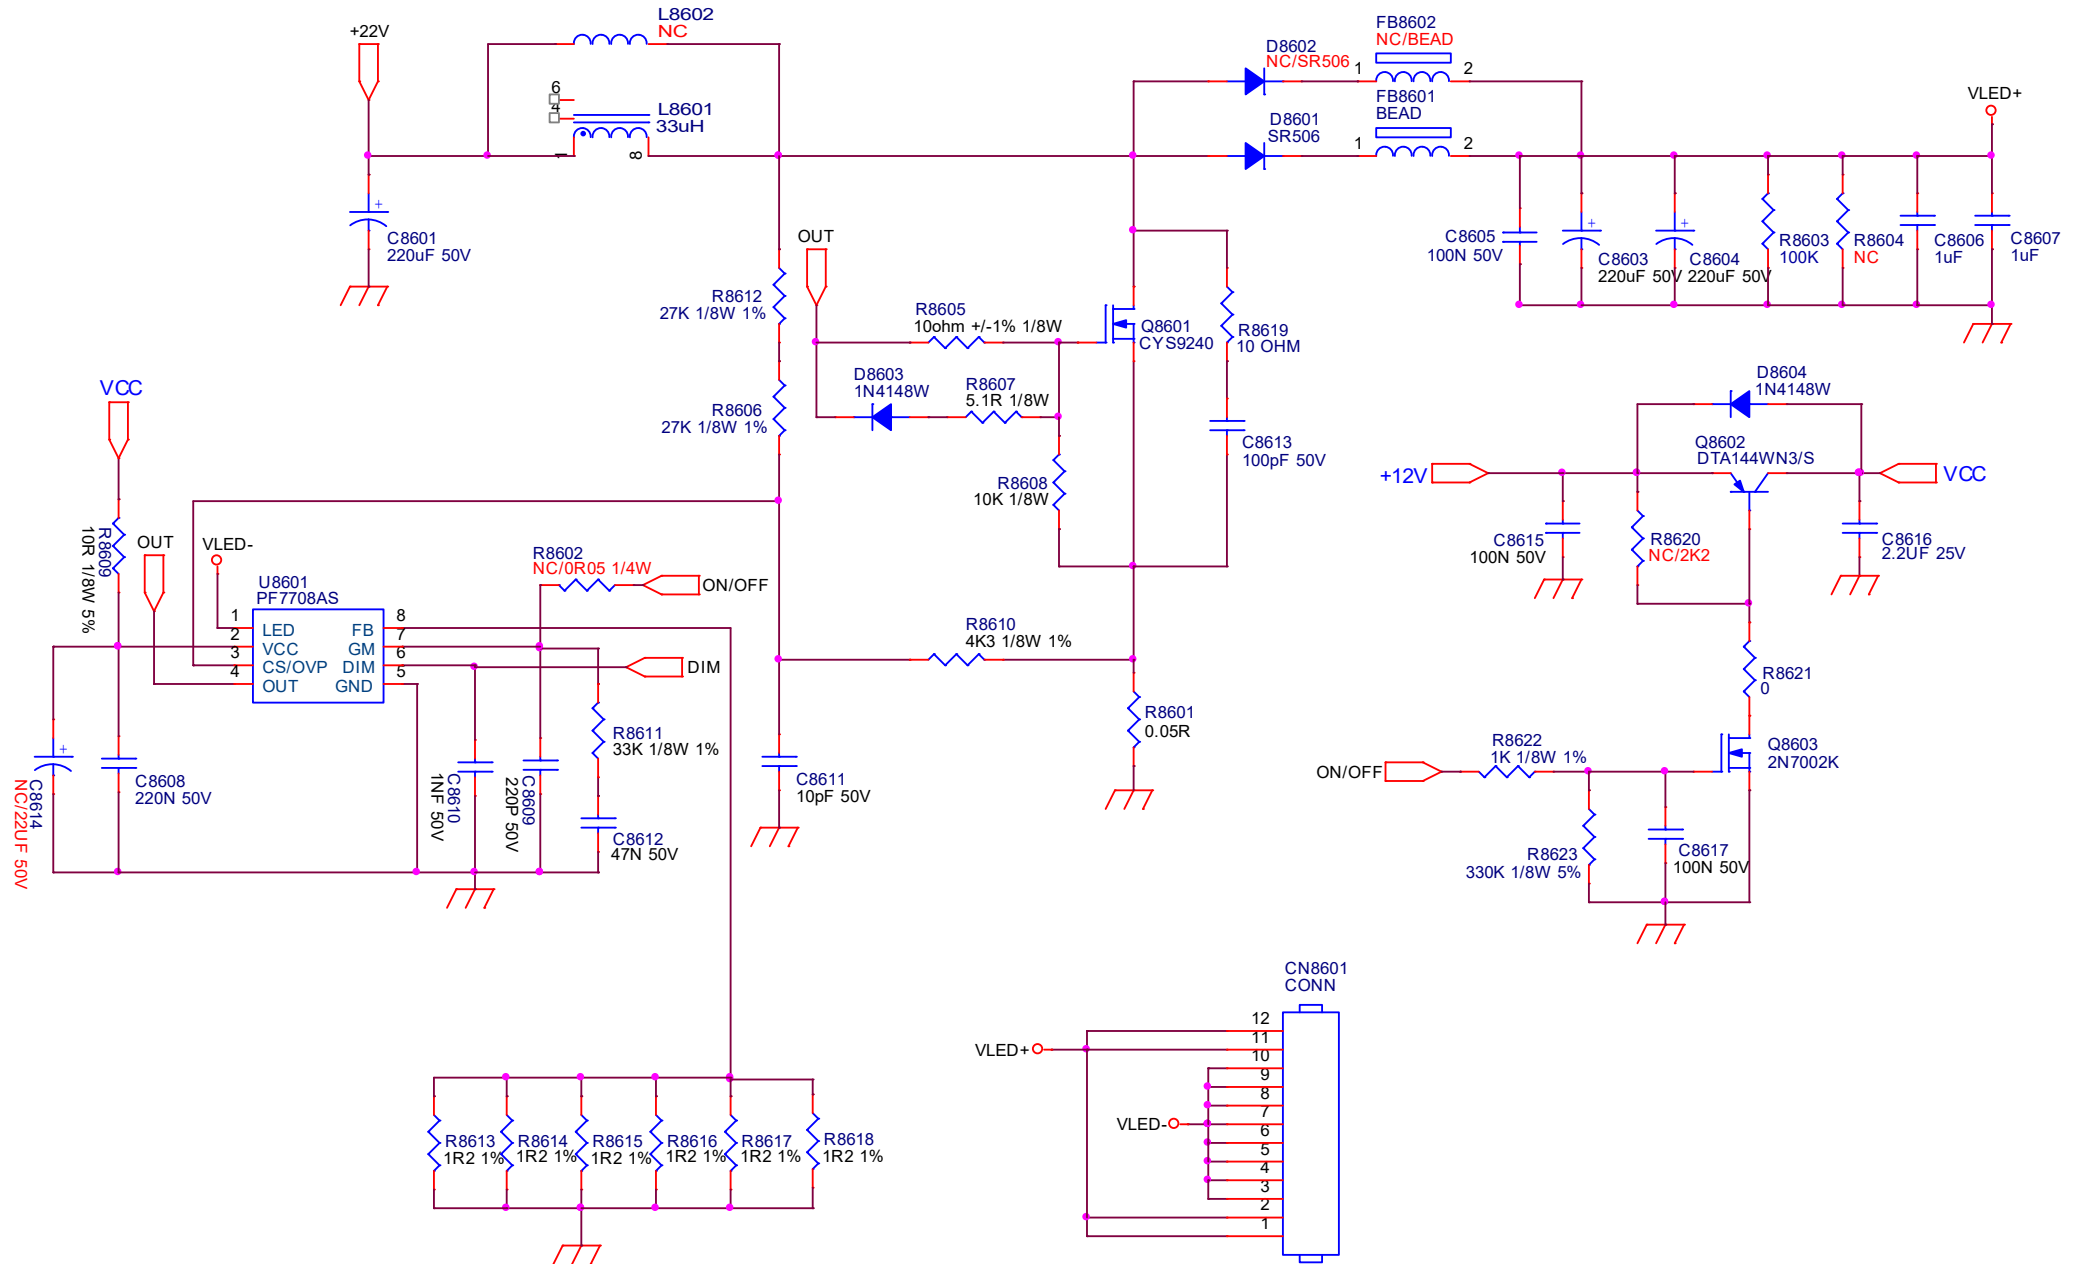 +22V
L8602
NC
6
4
L8601
33uH
1
8
C8601
220uF 50V
D8602
NC/SR506
FB8602
NC/BEAD
1
2
D8601
SR506
FB8601
BEAD
1
2
VLED+
C8605
100N 50V
+
C8603
220uF 50V
+
C8604
220uF 50V
R8603
100K
R8604
NC
C8606
1uF
C8607
1uF
+
OUT
R8612
27K 1/8W 1%
R8606
27K 1/8W 1%
R8605
10ohm +/-1% 1/8W
D8603
1N4148W
R8607
5.1R 1/8W
R8608
10K 1/8W
Q8601
CYS9240
R8619
10 OHM
C8613
100pF 50V
R8610
4K3 1/8W 1%
R8601
0.05R
C8611
10pF 50V
VCC
R8609
10R 1/8W 5%
OUT
VLED-
U8601
PF7708AS
1
2
3
4
LED
VCC
CS/OVP
OUT
FB
GM
DIM
GND
8
7
6
5
R8602
NC/0R05 1/4W
ON/OFF
DIM
R8611
33K 1/8W 1%
C8612
47N 50V
C8609
220P 50V
C8610
1NF 50V
+
C8614
NC/22UF 50V
C8608
220N 50V
D8604
1N4148W
Q8602
DTA144WN3/S
+12V
VCC
C8615
100N 50V
R8620
NC/2K2
C8616
2.2UF 25V
R8621
0
R8622
1K 1/8W 1%
ON/OFF
Q8603
2N7002K
R8623
330K 1/8W 5%
C8617
100N 50V
R8613
1R2 1%
R8614
1R2 1%
R8615
1R2 1%
R8616
1R2 1%
R8617
1R2 1%
R8618
1R2 1%
CN8601
CONN
VLED+
VLED-
12
11
10
9
8
7
6
5
4
3
2
1